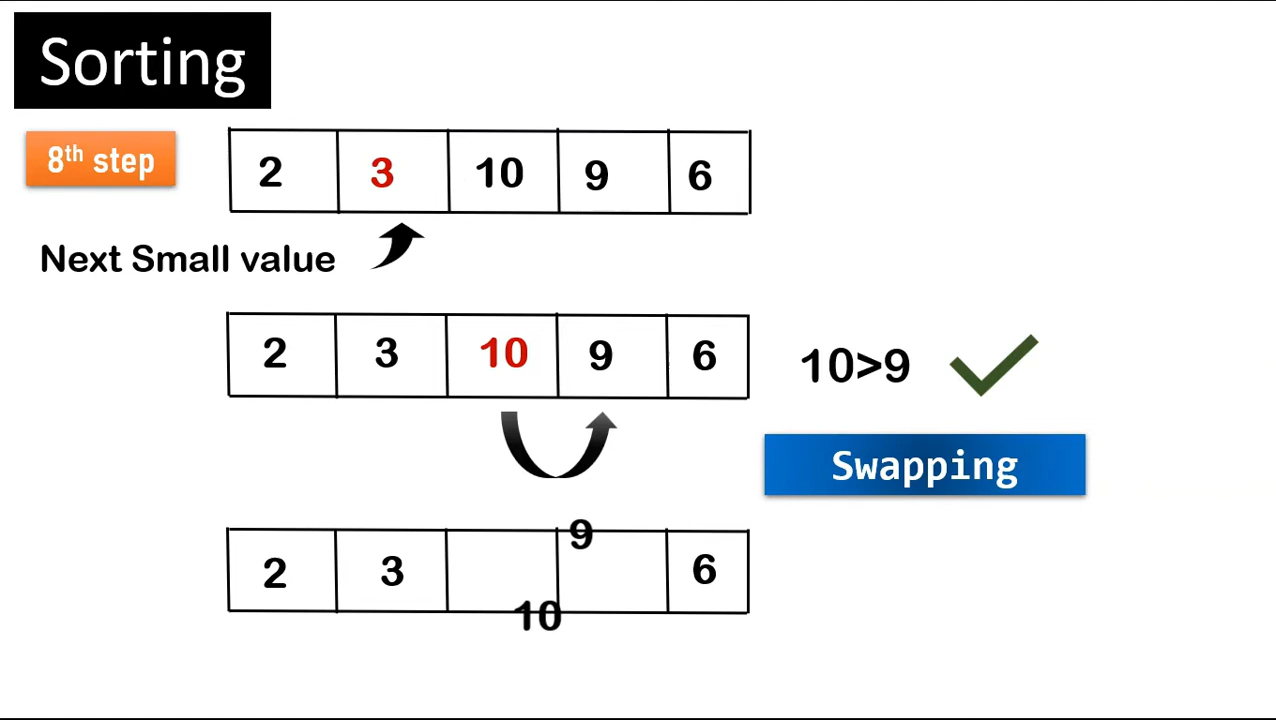 Sorting
8th step
2 3 10 9 6
Next Small value
2 3 10 9 6
10>9
Swapping
9
2 3 6
10